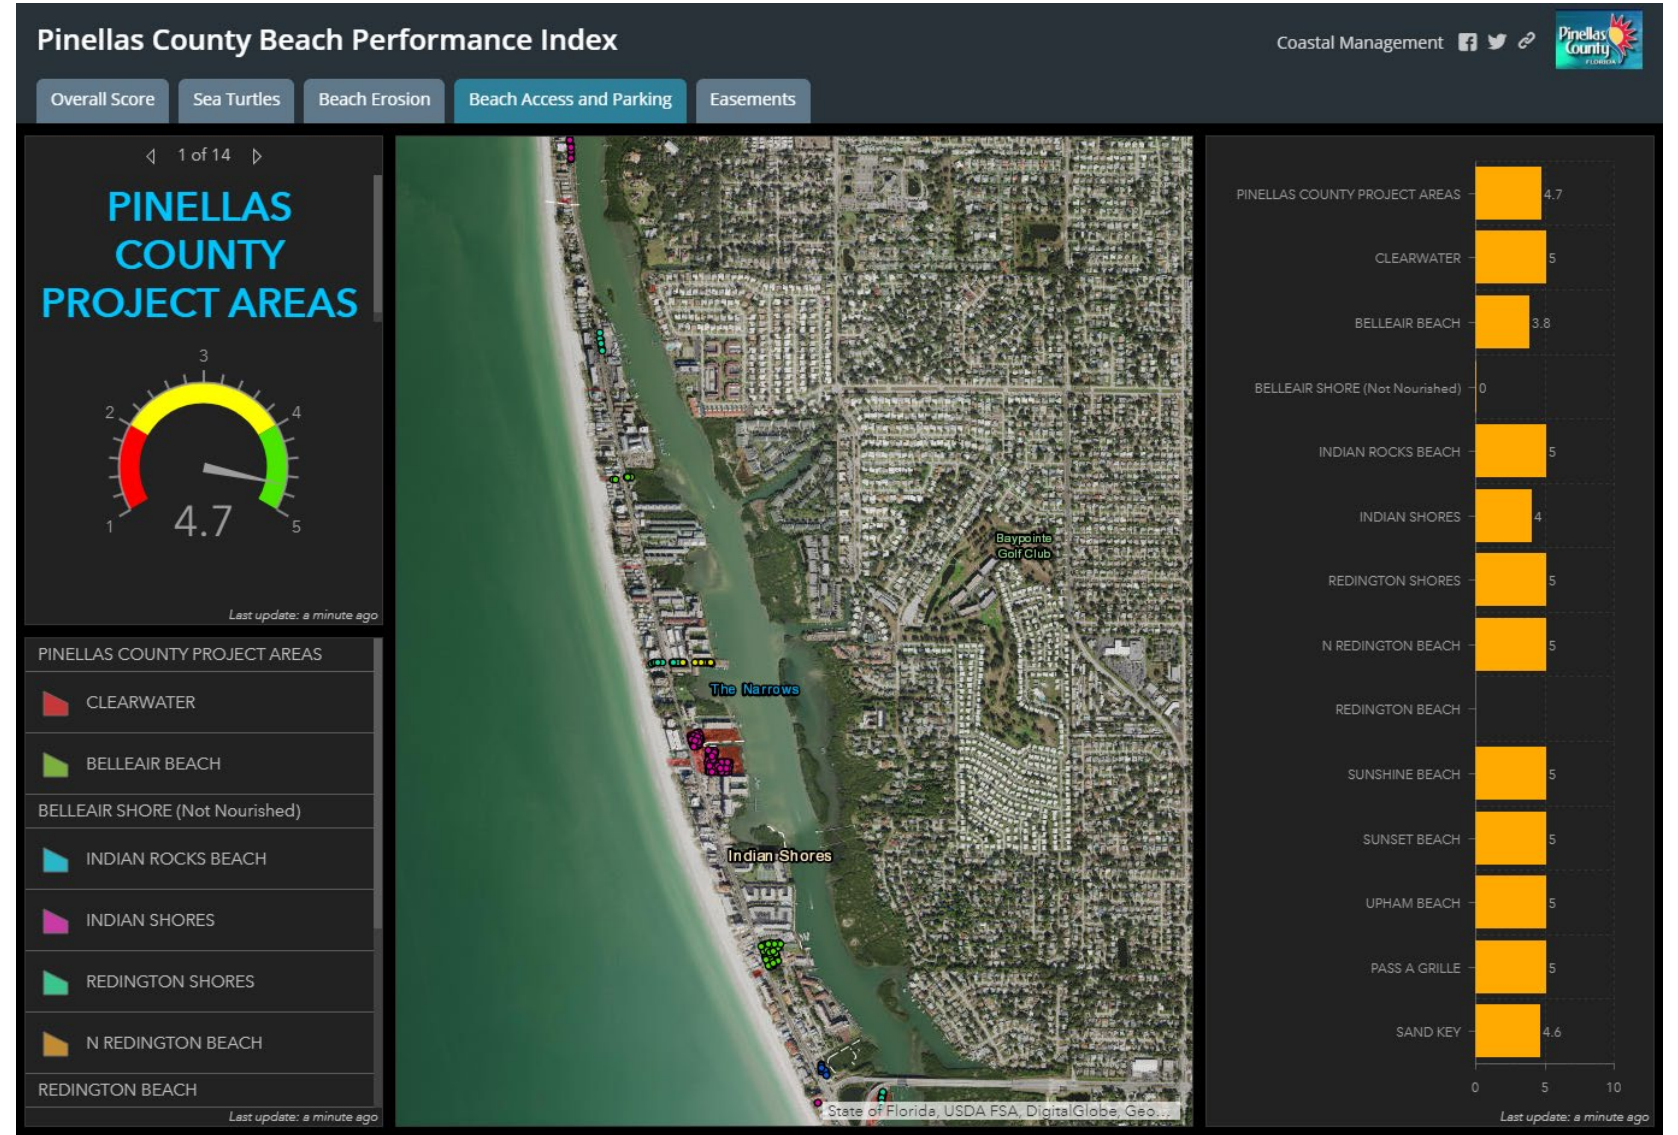 Pinellas County Beach Performance Index
Coastal Management
Pinellas
County
FLORIDA
Overall Score
Sea Turtles
Beach Erosion
Beach Access and Parking
Easements
1 of 14
PINELLAS
COUNTY
PROJECT AREAS
3
2
4
1
4.7
5
Last update: a minute ago
PINELLAS COUNTY PROJECT AREAS
CLEARWATER
BELLEAIR BEACH
BELLEAIR SHORE (Not Nourished)
INDIAN ROCKS BEACH
INDIAN SHORES
REDINGTON SHORES
N REDINGTON BEACH
REDINGTON BEACH
Last update: a minute ago
Baypointe
Golf Club
The Narrows
Indian Shores
State of Florida, USDA FSA, DigitalGlobe, Geo...
PINELLAS COUNTY PROJECT AREAS 4.7
CLEARWATER 5
BELLEAIR BEACH 3.8
BELLEAIR SHORE (Not Nourished) 0
INDIAN ROCKS BEACH 5
INDIAN SHORES 4
REDINGTON SHORES 5
N REDINGTON BEACH 5
REDINGTON BEACH
SUNSHINE BEACH 5
SUNSET BEACH 5
UPHAM BEACH 5
PASS A GRILLE 5
SAND KEY 4.6
0 5 10
Last update: a minute ago